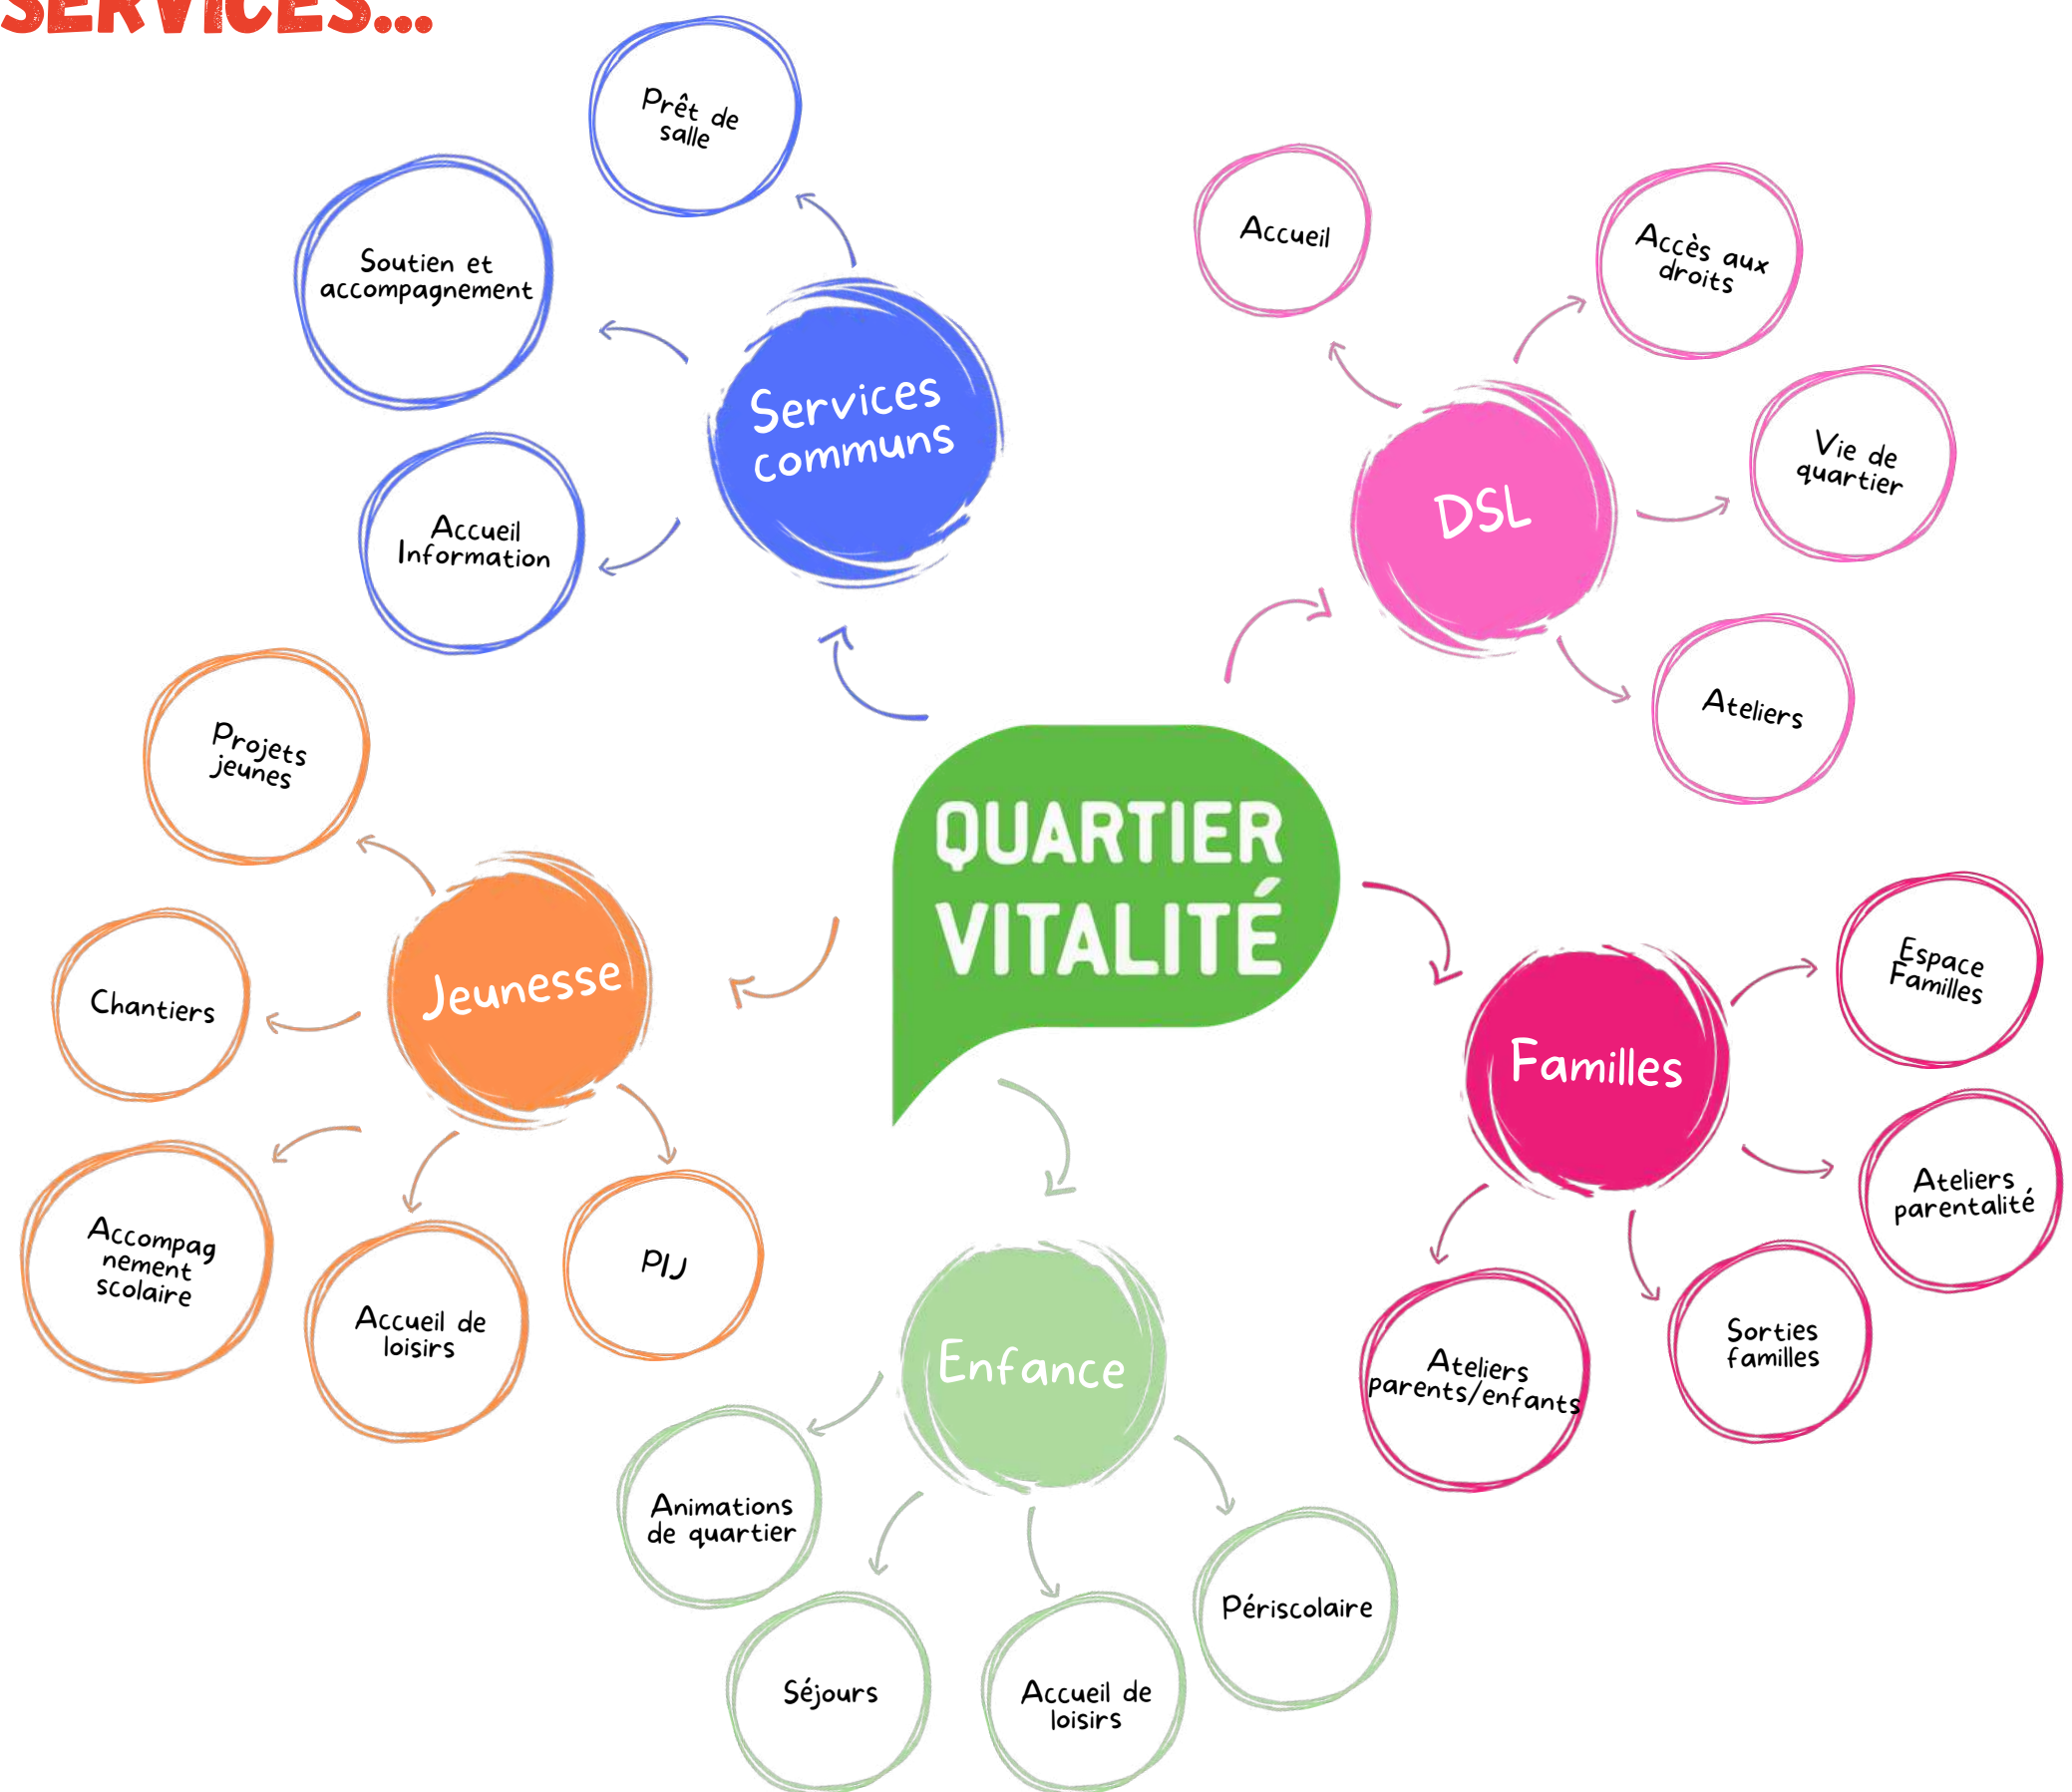 SERVICES...
Prêt de
salle
Soutien et
accompagnement
Services
communs
Accueil
Information
Accueil
Accès aux
droits
Vie de
quartier
DSL
Ateliers
QUARTIER
VITALITÉ
Projets
jeunes
Chantiers
Jeunesse
Accompag
nement
scolaire
Accueil de
loisirs
PIJ
Espace
Familles
Familles
Ateliers
parentalité
Sorties
familles
Ateliers
parents/enfants
Enfance
Animations
de quartier
Séjours
Accueil de
loisirs
Périscolaire